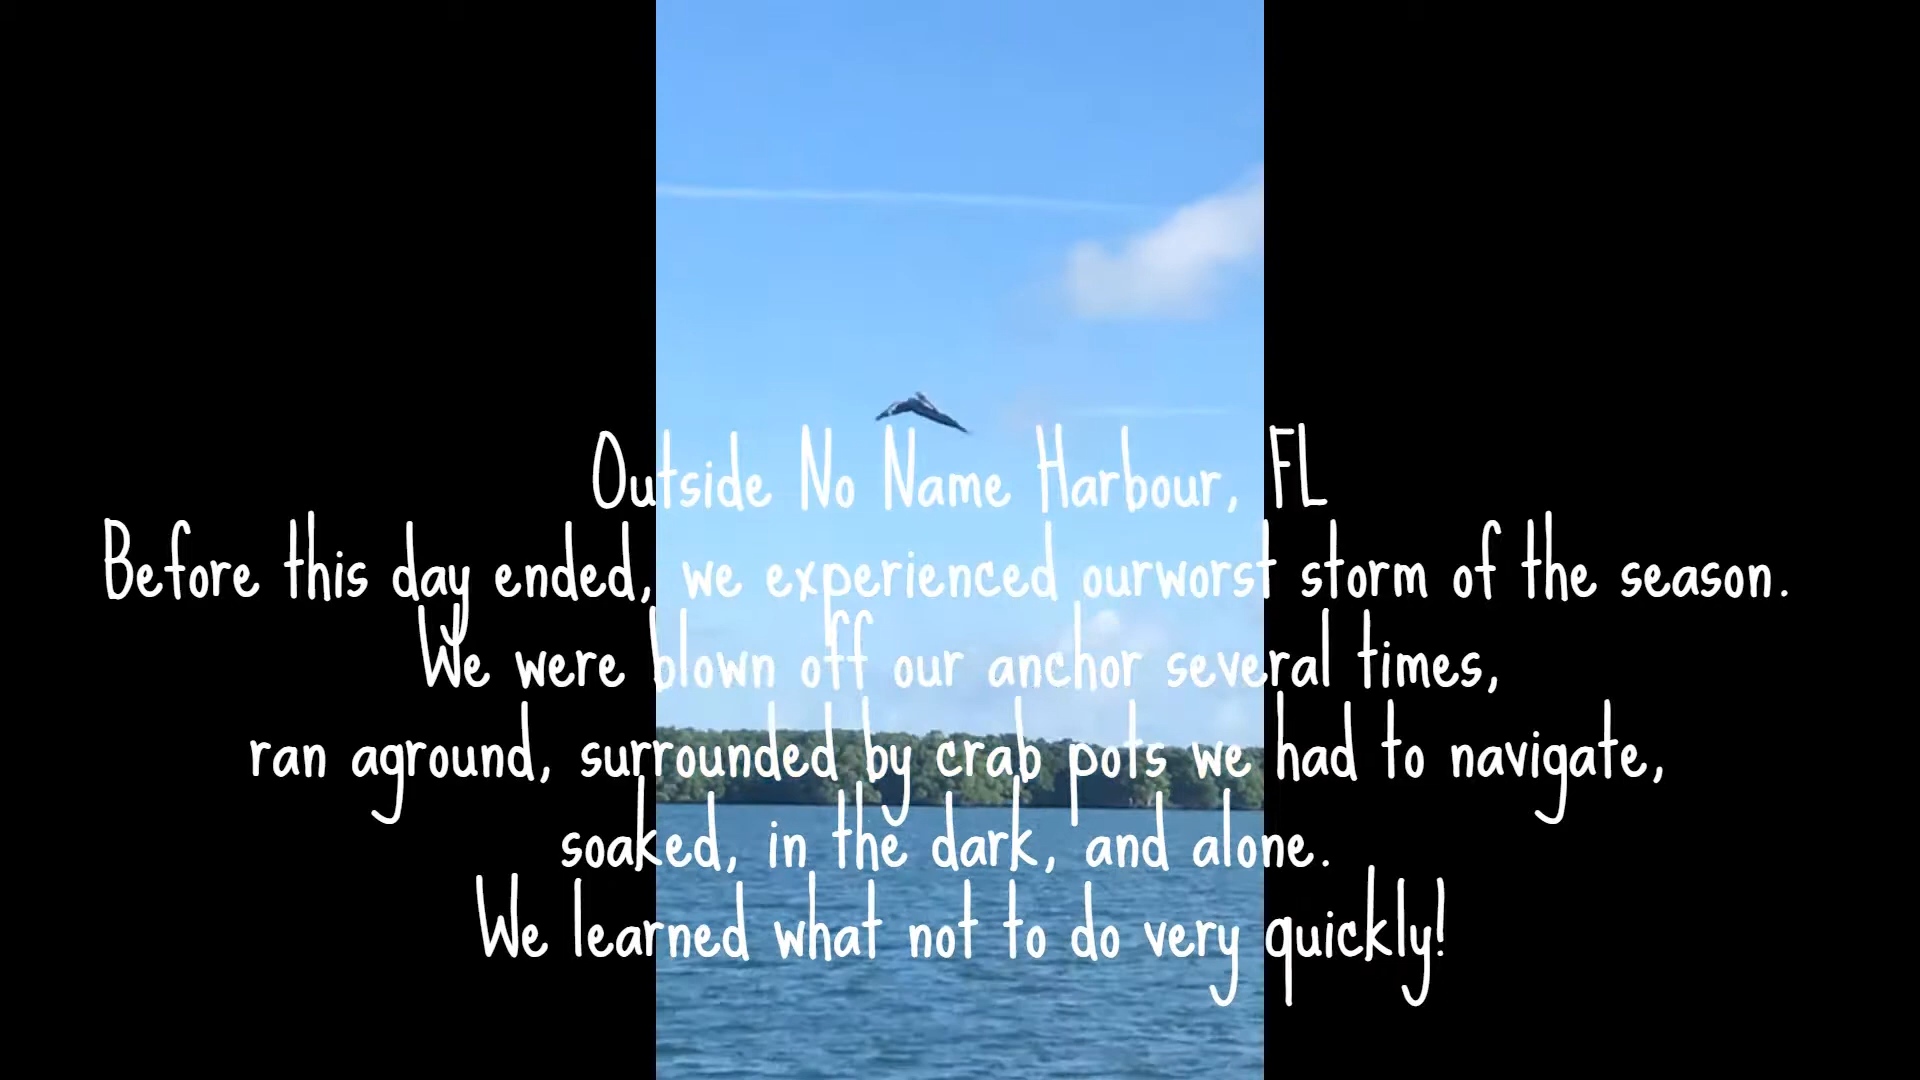 Outside No Name Harbour, FL
Before this day ended, we experienced ourworst storm of the season.
We were blown off our anchor several times,
ran aground, surrounded by crab pots we had to navigate,
soaked, in the dark, and alone.
We learned what not to do very quickly!